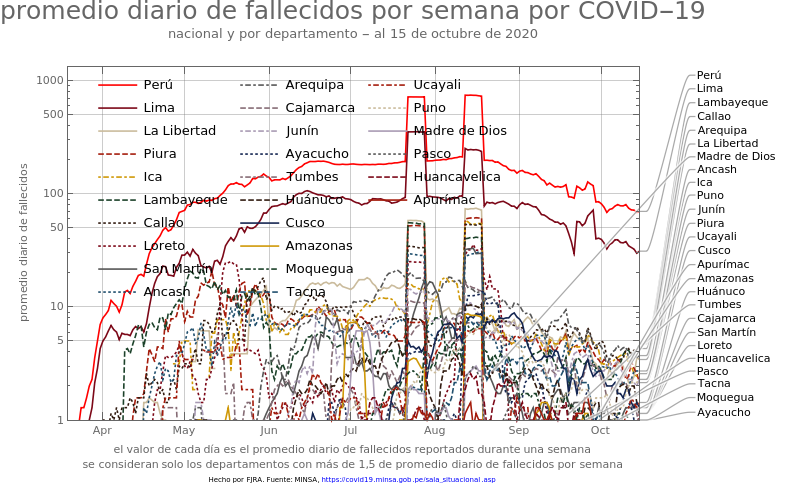 promedio diario de fallecidos por semana por COVID−19
nacional y por departamento − al 15 de octubre de 2020
promedio diario de fallecidos
1000
500
100
50
10
5
1
Apr May Jun Jul Aug Sep Oct
Perú
Lima
La Libertad
Piura
Ica
Lambayeque
Callao
Loreto
San Martín
Ancash
Arequipa
Cajamarca
Junín
Ayacucho
Tumbes
Huánuco
Cusco
Amazonas
Moquegua
Tacna
Ucayali
Puno
Madre de Dios
Pasco
Huancavelica
Apurímac
Perú
Lima
Lambayeque
Callao
Arequipa
La Libertad
Madre de Dios
Ancash
Ica
Puno
Junín
Piura
Ucayali
Cusco
Apurímac
Amazonas
Huánuco
Tumbes
Cajamarca
San Martín
Loreto
Huancavelica
Pasco
Tacna
Moquegua
Ayacucho
el valor de cada día es el promedio diario de fallecidos reportados durante una semana
se consideran solo los departamentos con más de 1,5 de promedio diario de fallecidos por semana
Hecho por FJRA. Fuente: MINSA, https://covid19.minsa.gob.pe/sala_situacional.asp